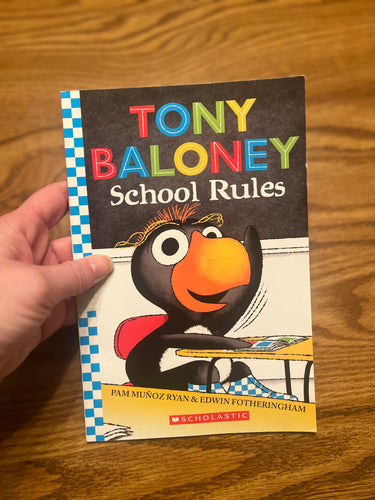 TONY
BALONEY
School Rules
PAM MUÑOZ RYAN & EDWIN FOTHERINGHAM
SCHOLASTIC